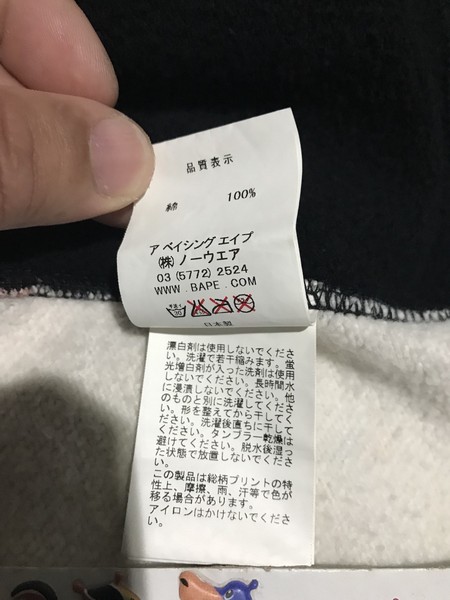 品質表示
綿 100%
ア ベイシング エイプ
(株) ノーウエア
03 (5772) 2524
WWW.BAPE.COM
手洗イ
30
日本製
漂白剤は使用しないでくださ
い。洗濯で若干縮みます。蛍
光増白剤が入った洗剤は使用
しないでください。長時間水
に浸漬しないでください。他
のものと別に洗濯してくださ
い。形を整えてから干してく
ださい。洗濯後直ちに干して
ください。タンブラー乾燥は
避けてください。脱水後湿っ
た状態で放置しないでくださ
い。
この製品は総柄プリントの特
性上、摩擦、雨、汗等で色が
移る場合があります。
アイロンはかけないでくださ
い。